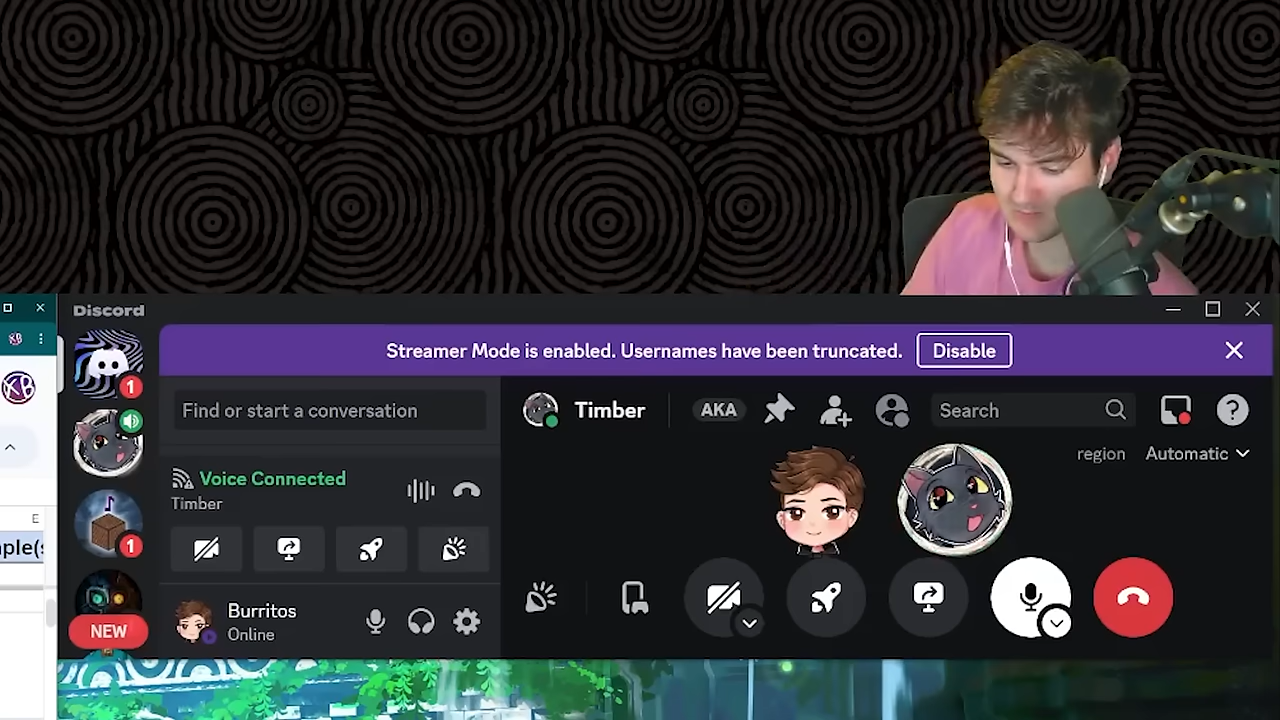 Discord
Streamer Mode is enabled. Usernames have been truncated.
Disable
1
Find or start a conversation
Timber
AKA
Search
region
Automatic
Voice Connected
Timber
KB
E
1
Burritos
Online
NEW